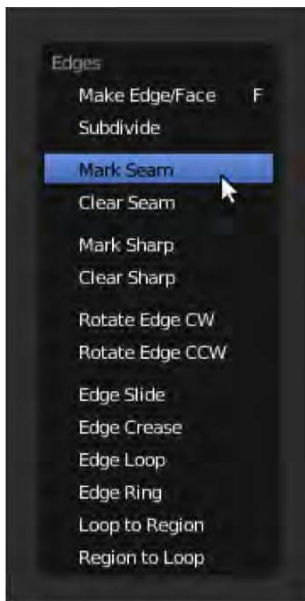 Edges
Make Edge/Face F
Subdivide
Mark Seam
Clear Seam
Mark Sharp
Clear Sharp
Rotate Edge CW
Rotate Edge CCW
Edge Slide
Edge Crease
Edge Loop
Edge Ring
Loop to Region
Region to Loop